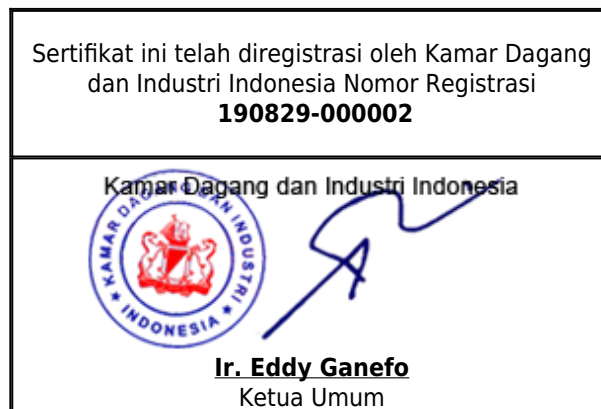 Sertifikat ini telah diregistrasi oleh Kamar Dagang
dan Industri Indonesia Nomor Registrasi
190829-000002
Kamar Dagang dan Industri Indonesia
KAMAR DAGANG DAN INDUSTRI
INDONESIA
Ir. Eddy Ganefo
Ketua Umum